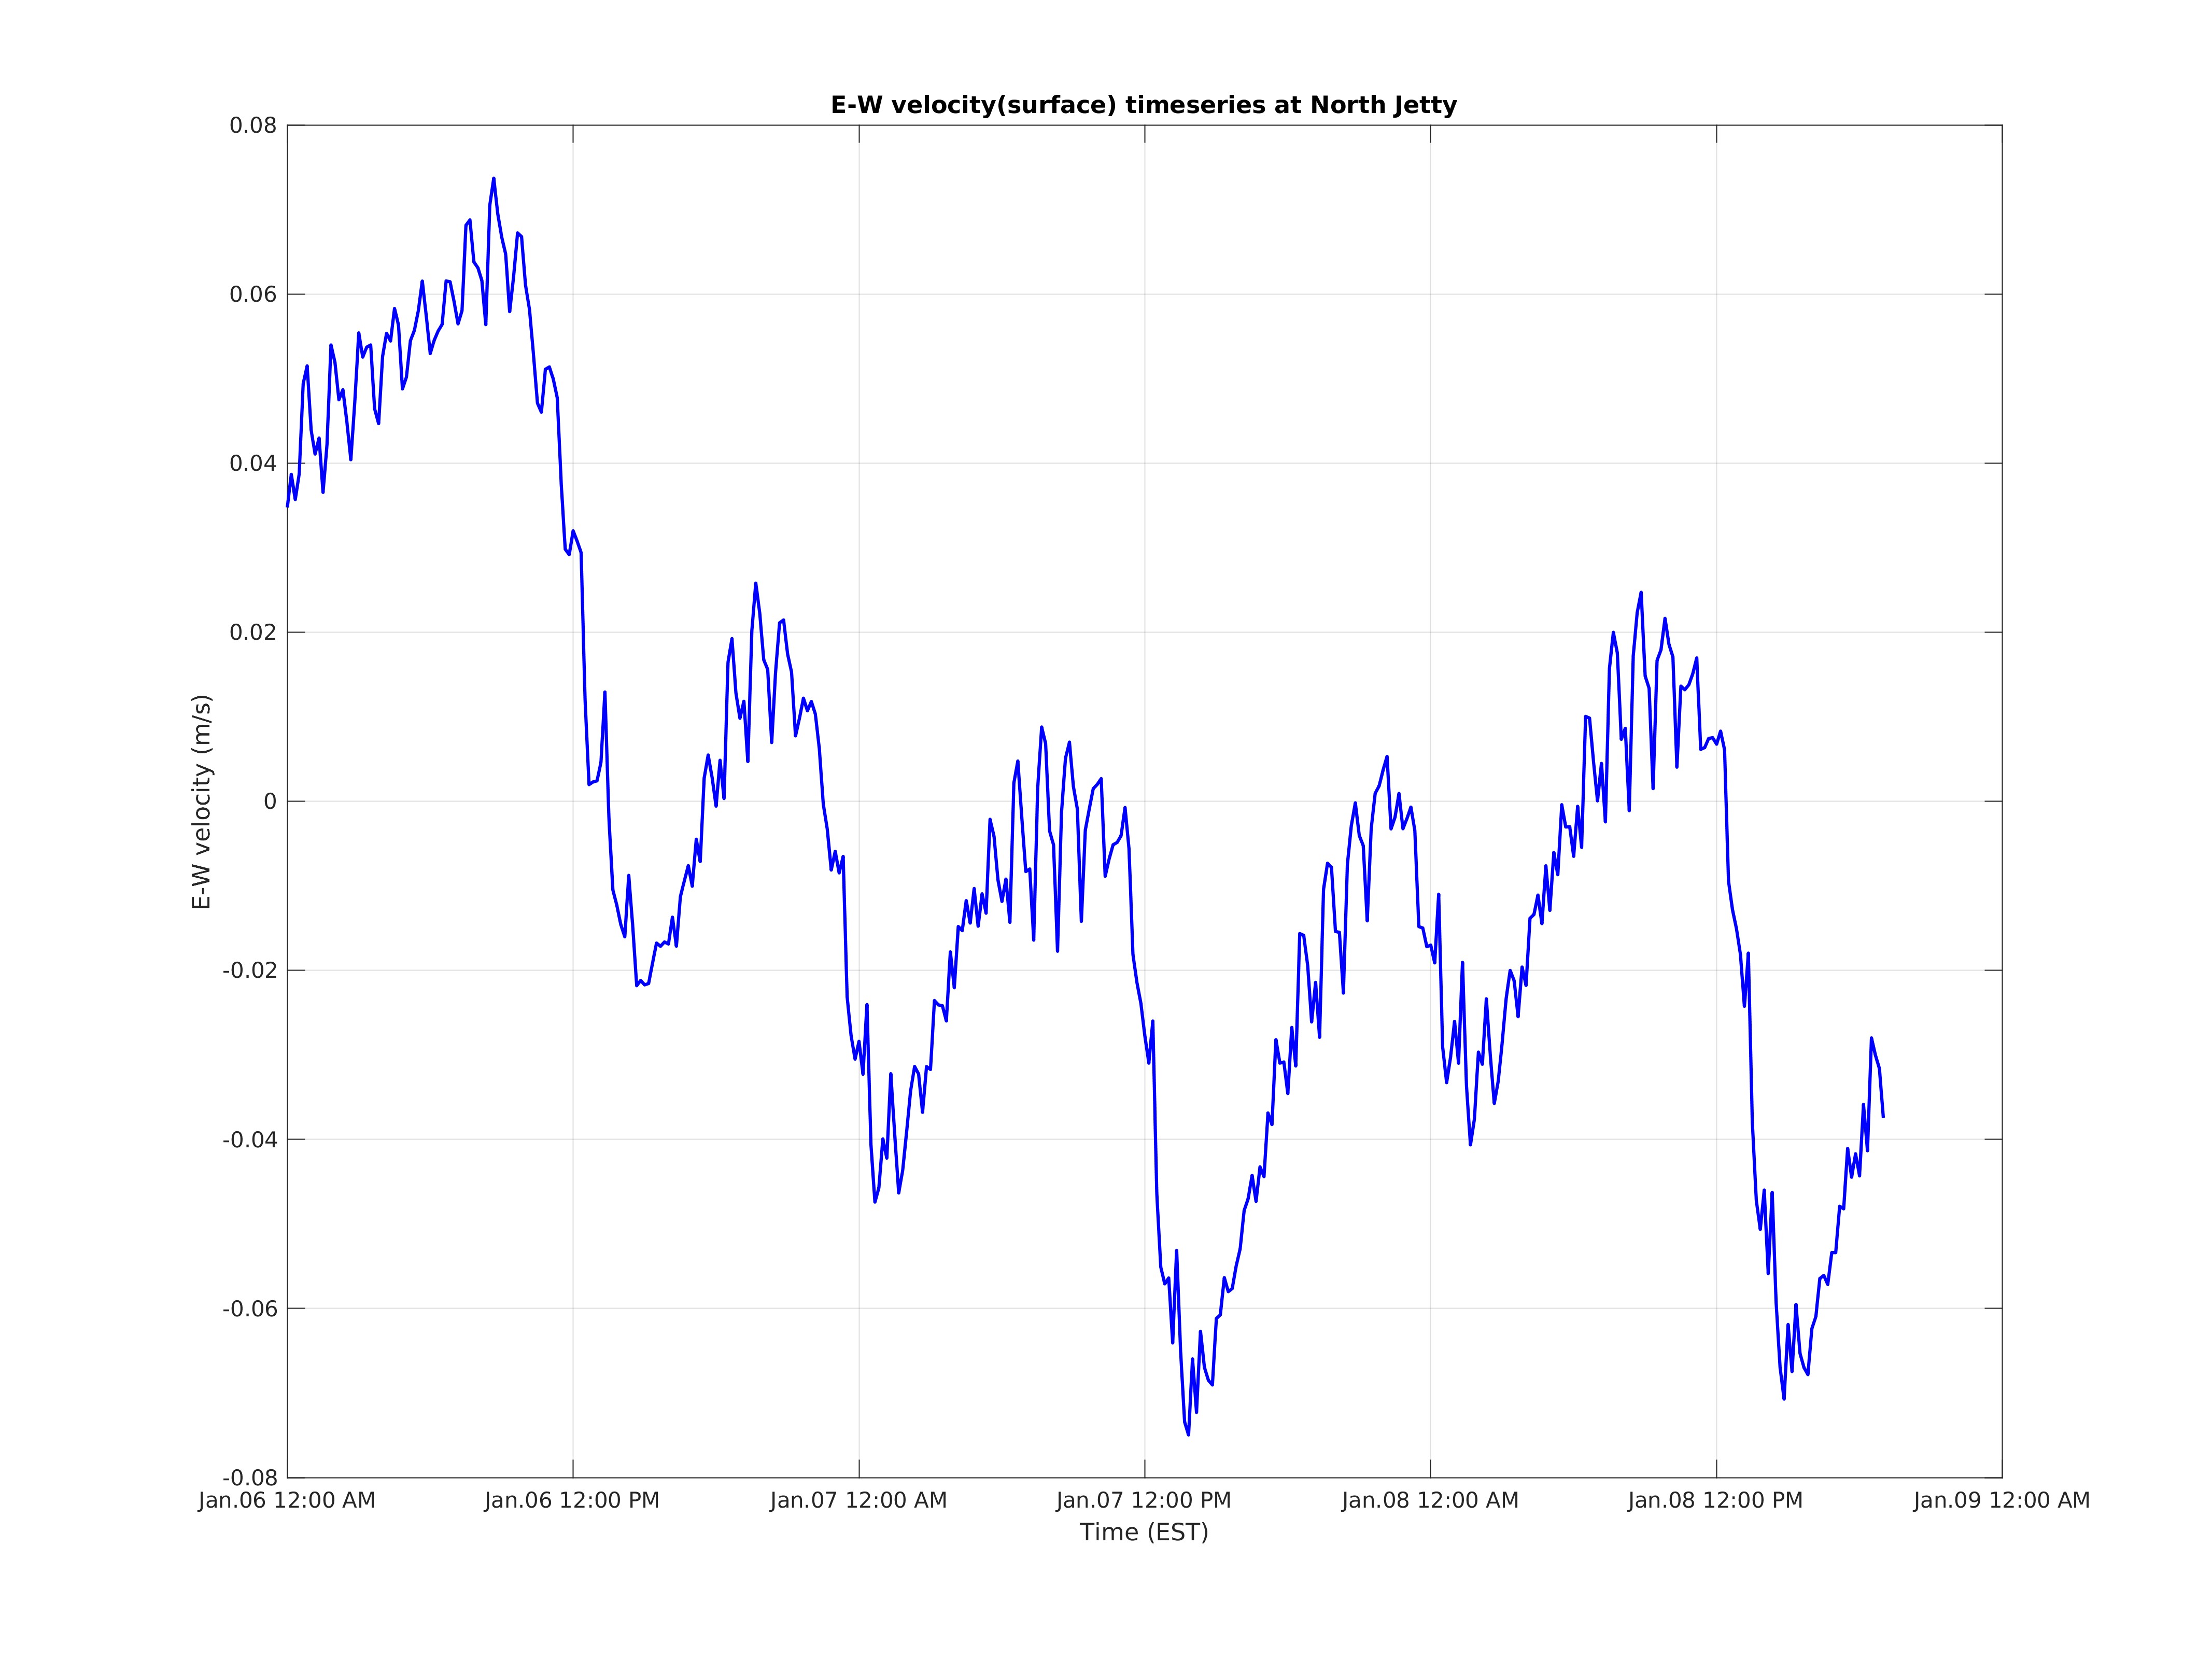 E-W velocity(surface) timeseries at North Jetty
0.08
0.06
0.04
0.02
0
-0.02
-0.04
-0.06
-0.08
E-W velocity (m/s)
Jan.06 12:00 AM Jan.06 12:00 PM Jan.07 12:00 AM Jan.07 12:00 PM Jan.08 12:00 AM Jan.08 12:00 PM Jan.09 12:00 AM
Time (EST)